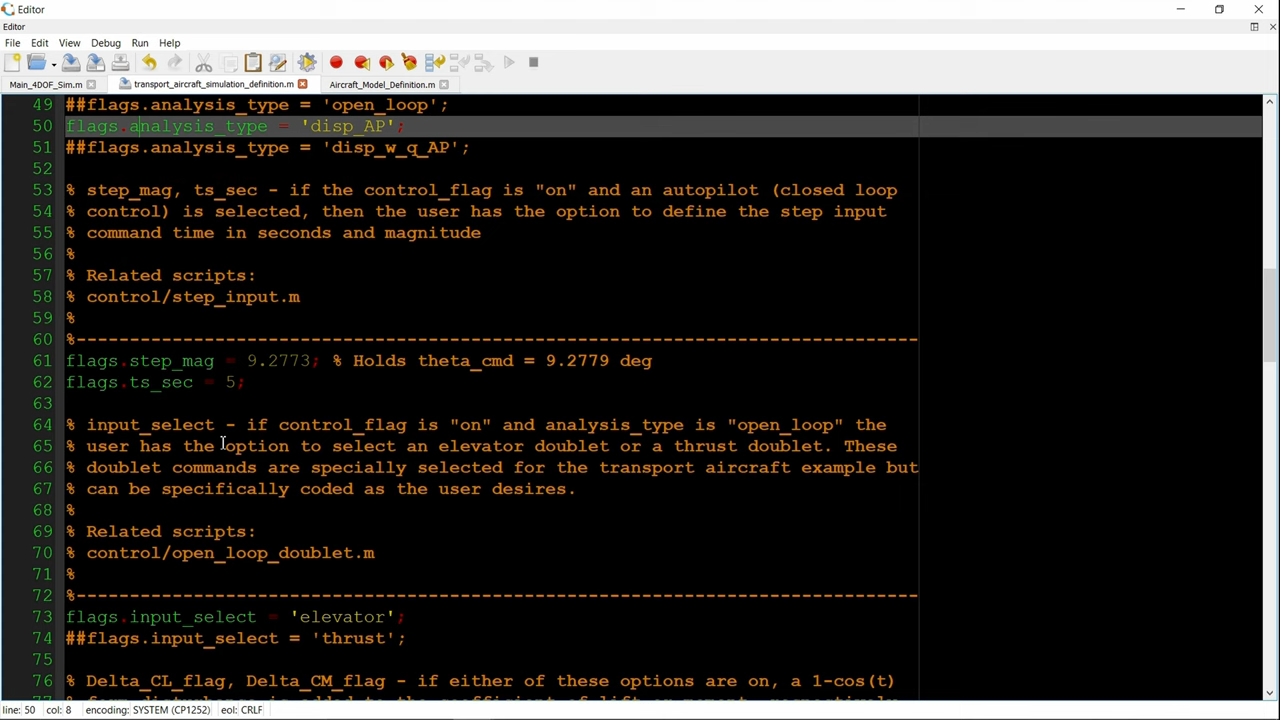 Editor
Editor
File Edit View Debug Run Help
Main_4DOF_Sim.m transport_aircraft_simulation_definition.m Aircraft_Model_Definition.m
49 ##flags.analysis_type = 'open_loop';
50 flags.analysis_type = 'disp_AP';
51 ##flags.analysis_type = 'disp_w_q_AP';
52
53 % step_mag, ts_sec - if the control_flag is "on" and an autopilot (closed loop
54 % control) is selected, then the user has the option to define the step input
55 % command time in seconds and magnitude
56 %
57 % Related scripts:
58 % control/step_input.m
59 %
60 %-------------------------------------------------------------------------------
61 flags.step_mag = 9.2773; % Holds theta_cmd = 9.2779 deg
62 flags.ts_sec = 5;
63
64 % input_select - if control_flag is "on" and analysis_type is "open_loop" the
65 % user has the option to select an elevator doublet or a thrust doublet. These
66 % doublet commands are specially selected for the transport aircraft example but
67 % can be specifically coded as the user desires.
68 %
69 % Related scripts:
70 % control/open_loop_doublet.m
71 %
72 %-------------------------------------------------------------------------------
73 flags.input_select = 'elevator';
74 ##flags.input_select = 'thrust';
75
76 % Delta_CL_flag, Delta_CM_flag - if either of these options are on, a 1-cos(t)
line: 50 col: 8 encoding: SYSTEM (CP1252) eol: CRLF